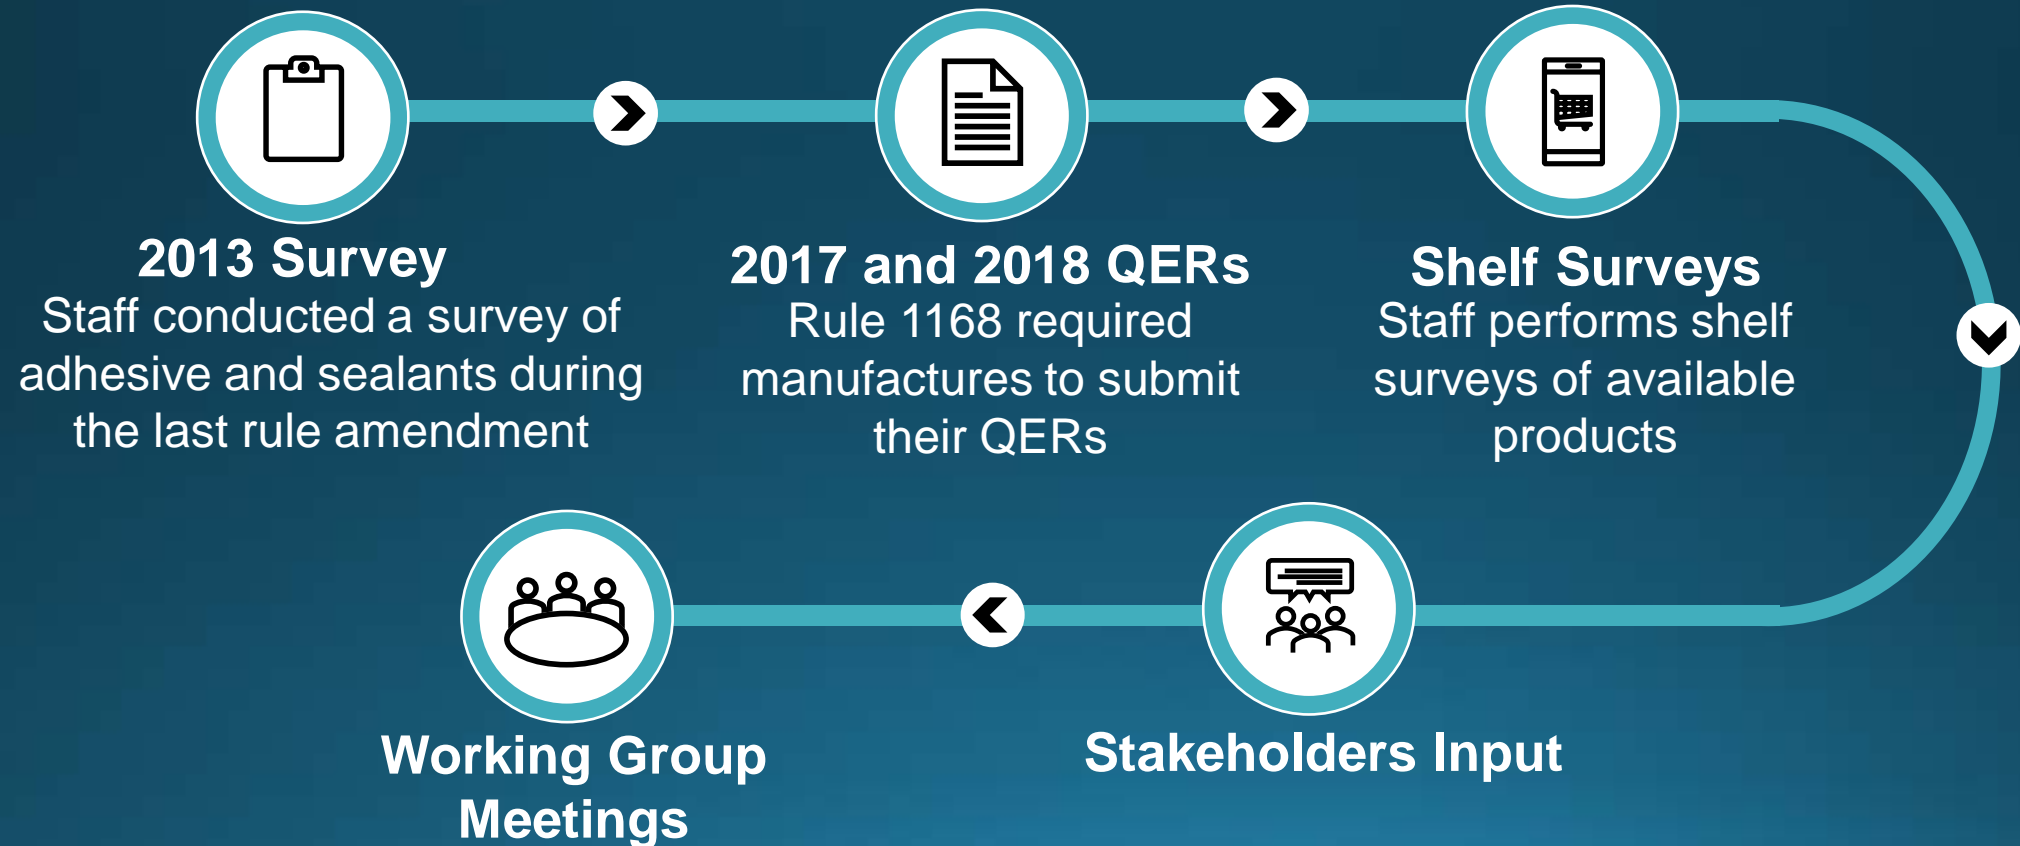 2013 Survey
Staff conducted a survey of
adhesive and sealants during
the last rule amendment
2017 and 2018 QERs
Rule 1168 required
manufactures to submit
their QERs
Shelf Surveys
Staff performs shelf
surveys of available
products
Stakeholders Input
Working Group
Meetings